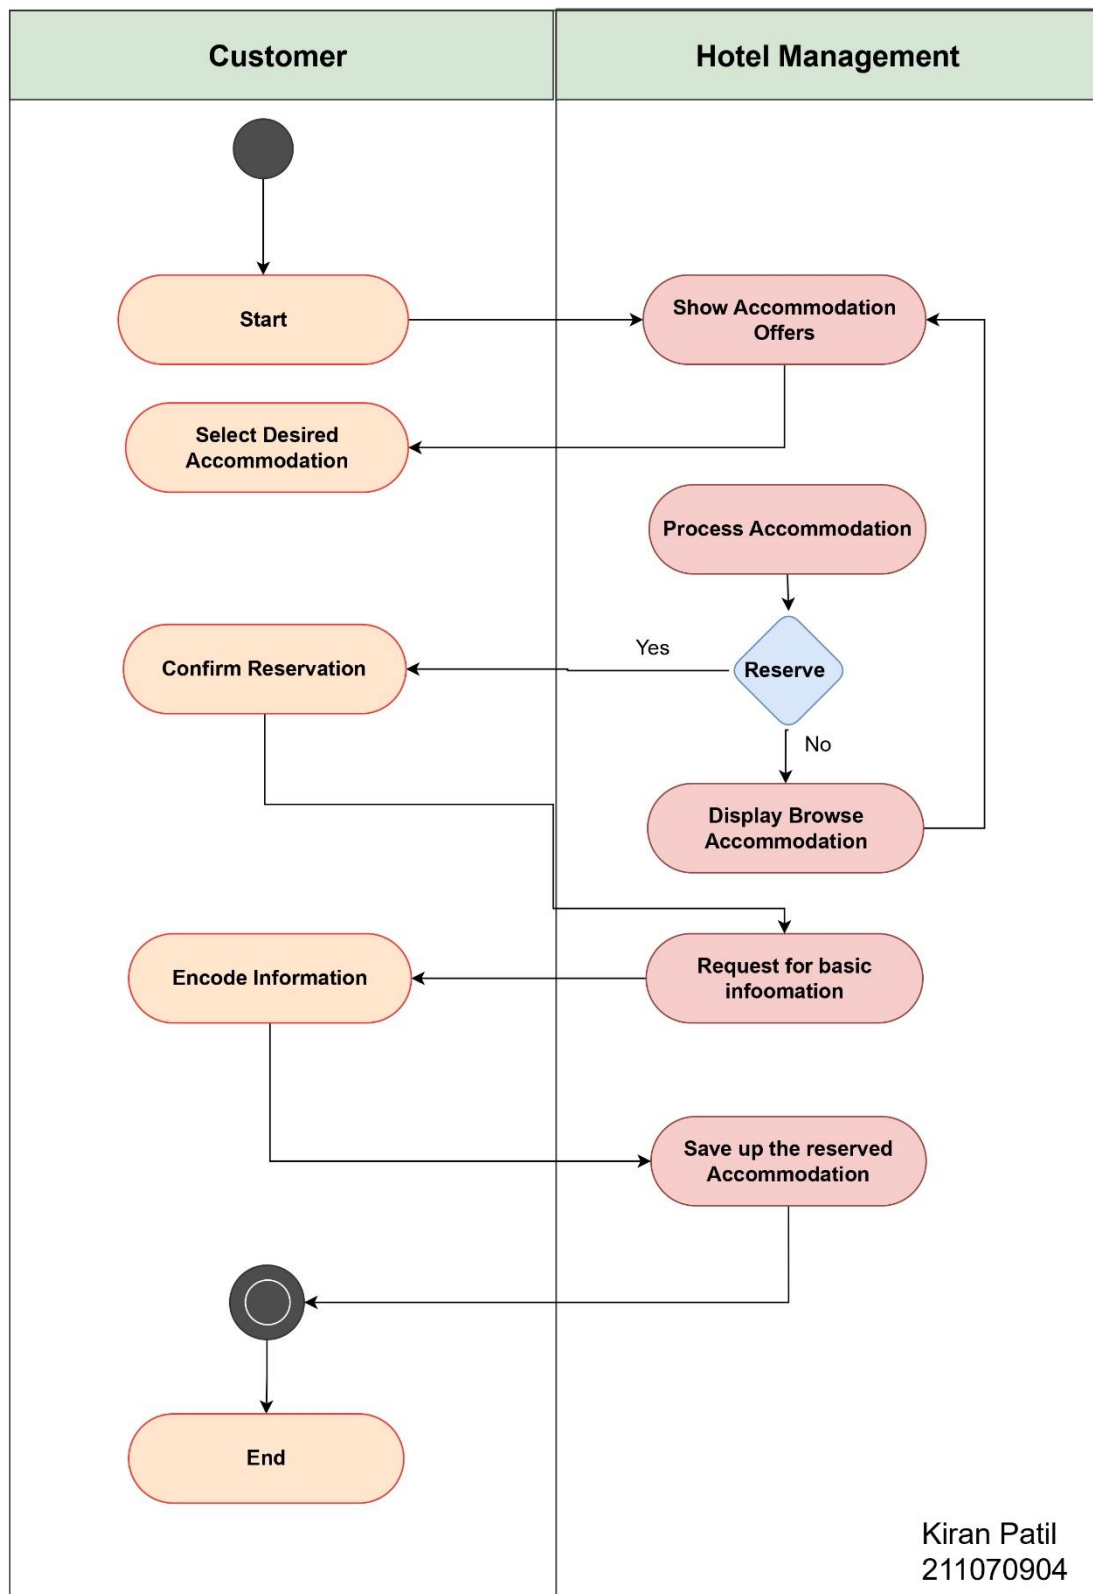 Customer
Hotel Management
Start
Show Accommodation
Offers
Select Desired
Accommodation
Process Accommodation
Yes
Confirm Reservation
Reserve
No
Display Browse
Accommodation
Encode Information
Request for basic
infoomation
Save up the reserved
Accommodation
End
Kiran Patil
211070904